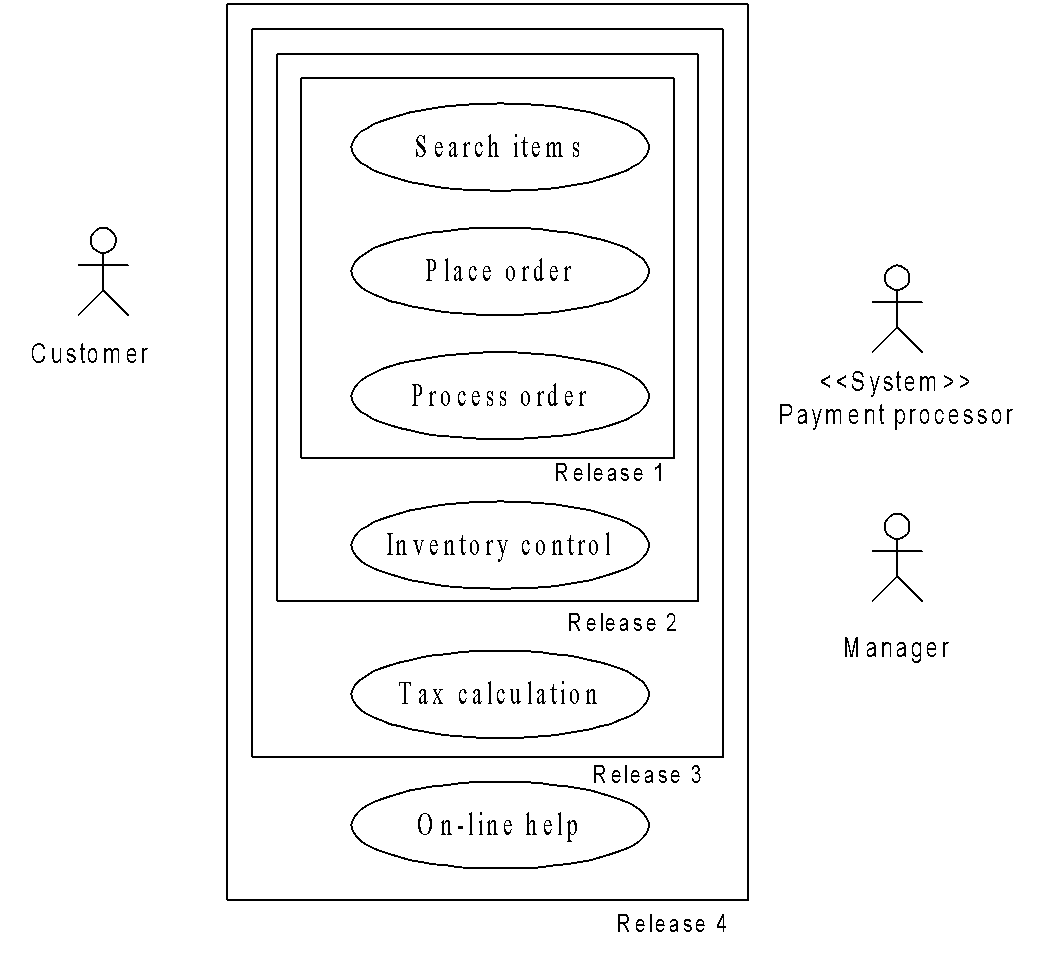 Search items
Place order
Customer
Process order
<<System>>
Payment processor
Release 1
Inventory control
Release 2
Manager
Tax calculation
Release 3
On-line help
Release 4